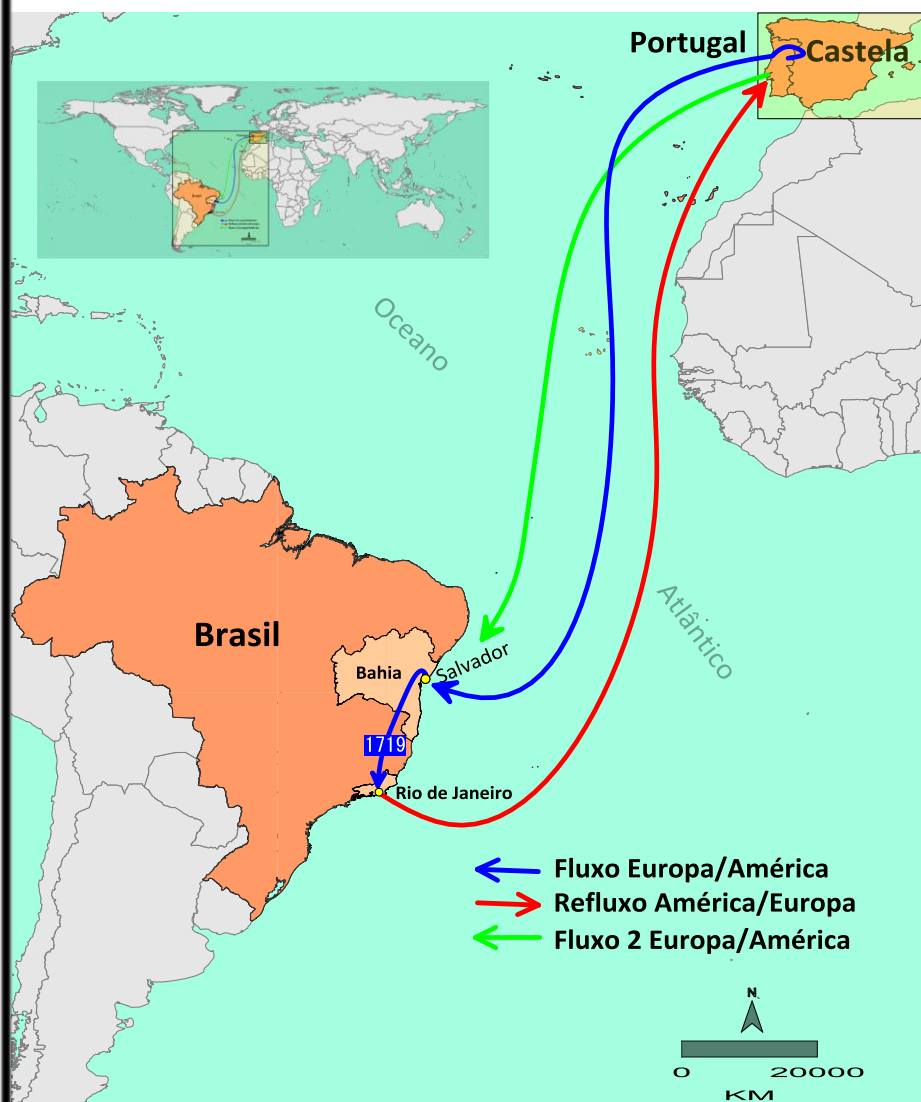 Portugal
Castela
Oceano
Atlântico
Brasil
Bahia
Salvador
1719
Rio de Janeiro
Fluxo Europa/América
Refluxo América/Europa
Fluxo 2 Europa/América
N
0 20000
KM